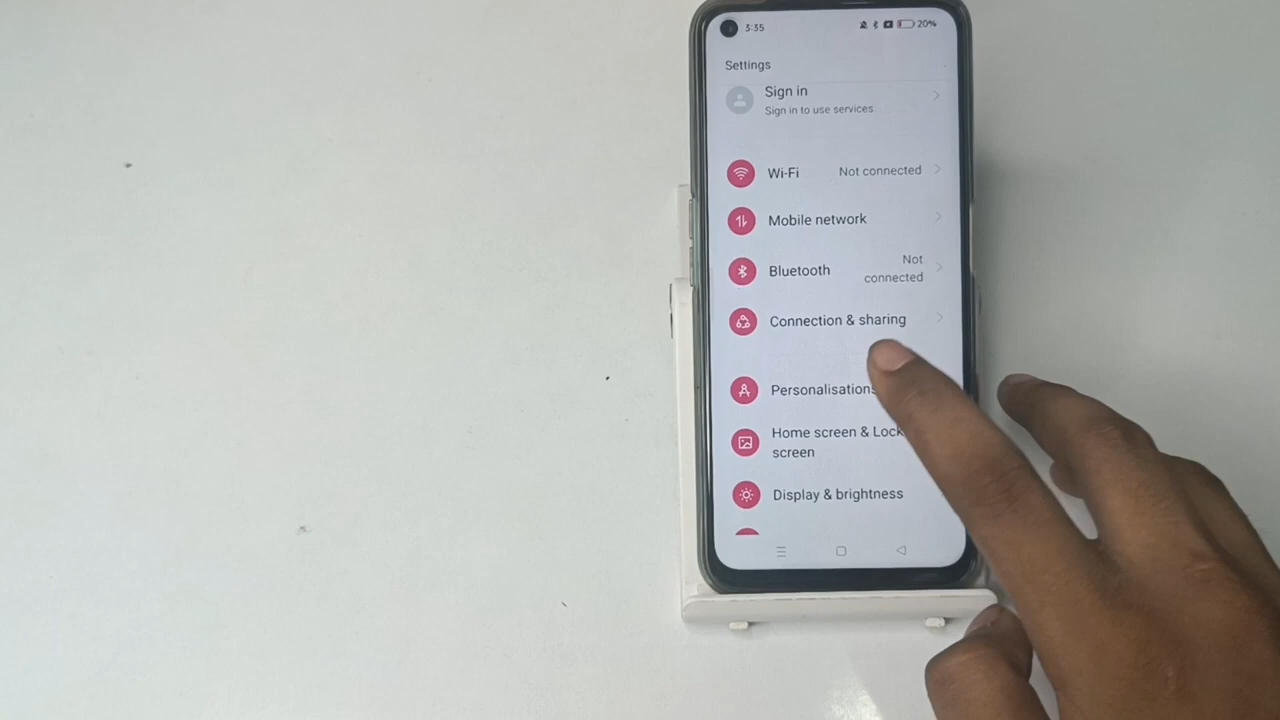 3:35
20%
Settings
Sign in
Sign in to use services
Wi-Fi Not connected
Mobile network
Bluetooth Not connected
Connection & sharing
Personalisations
Home screen & Lock
screen
Display & brightness